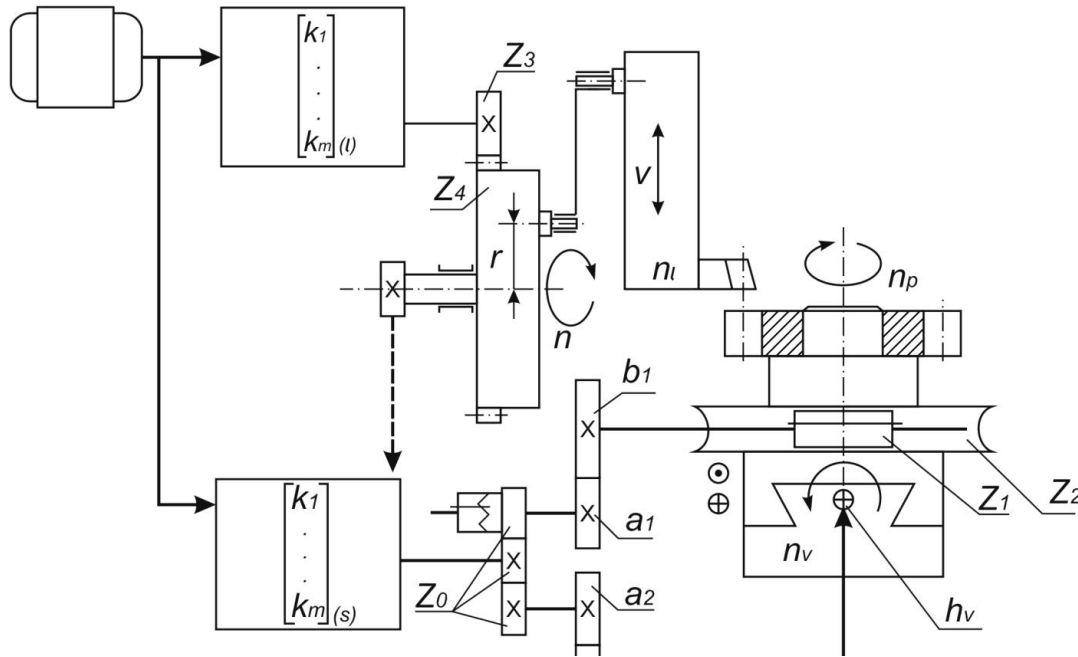 k1
.
.
.
km (l)
Z3
Z4
r
n
v
nl
np
b1
k1
.
.
.
km (s)
Z0
a1
a2
Z1
Z2
nv
hv